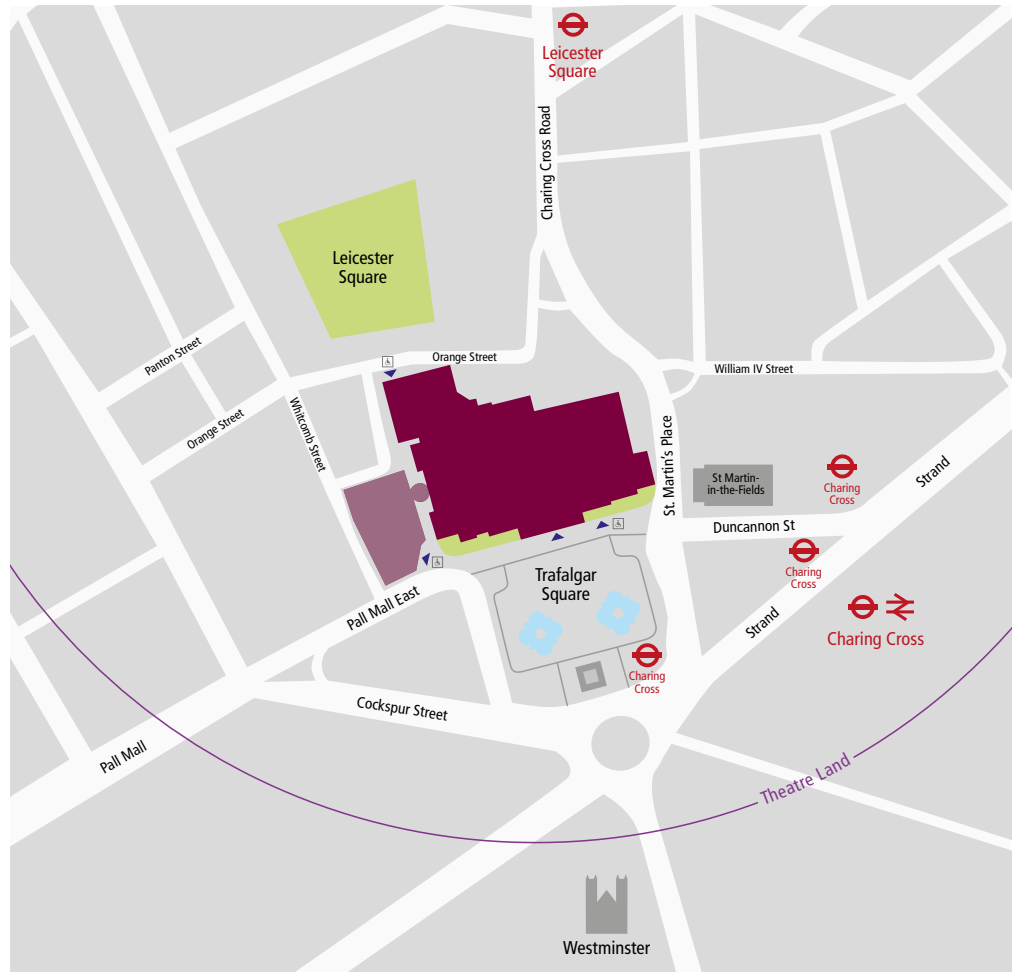 Leicester
Square
Charing Cross Road
Leicester
Square
Panton Street
Orange Street
Orange Street
Whitcomb Street
William IV Street
St. Martin's Place
St Martin-
in-the-Fields
Charing
Cross
Strand
Duncannon St
Charing
Cross
Trafalgar
Square
Pall Mall East
Strand
Charing Cross
Charing
Cross
Cockspur Street
Pall Mall
Theatre Land
Westminster